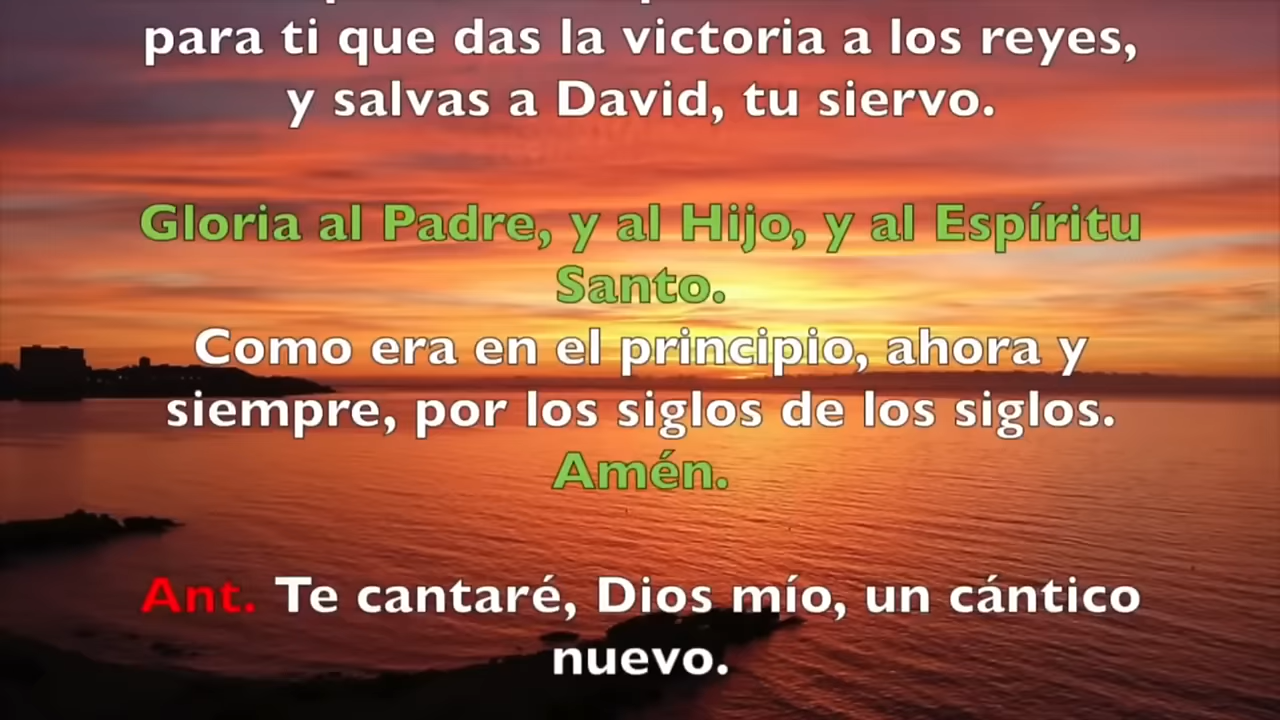 para ti que das la victoria a los reyes,
y salvas a David, tu siervo.
Gloria al Padre, y al Hijo, y al Espíritu
Santo.
Como era en el principio, ahora y
siempre, por los siglos de los siglos.
Amén.
Ant. Te cantaré, Dios mío, un cántico
nuevo.